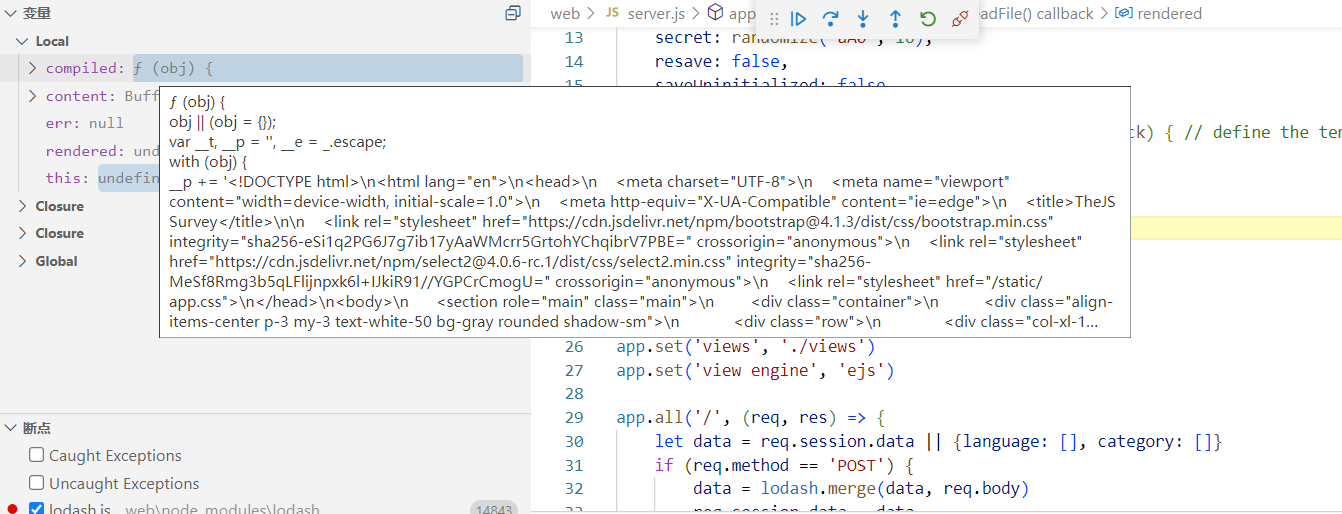 变量
Local
compiled: ƒ (obj) {
content: Buff
err: null
rendered: und
this: undefin
Closure
Closure
Global
断点
Caught Exceptions
Uncaught Exceptions
lodash.js web\node_modules\lodash 14843
web > JS server.js > app
adFile() callback > rendered
13 secret: randomize('aA0', 16),
14 resave: false,
15 saveUninitialized: false
ck) { // define the tem
ƒ (obj) {
obj || (obj = {});
var __t, __p = '', __e = _.escape;
with (obj) {
__p += '<!DOCTYPE html>\n<html lang="en">\n<head>\n    <meta charset="UTF-8">\n    <meta name="viewport"
content="width=device-width, initial-scale=1.0">\n    <meta http-equiv="X-UA-Compatible" content="ie=edge">\n    <title>TheJS
Survey</title>\n\n    <link rel="stylesheet" href="https://cdn.jsdelivr.net/npm/bootstrap@4.1.3/dist/css/bootstrap.min.css"
integrity="sha256-eSi1q2PG6J7g7ib17yAaWMcrr5GrtohYChqibrV7PBE=" crossorigin="anonymous">\n    <link rel="stylesheet"
href="https://cdn.jsdelivr.net/npm/select2@4.0.6-rc.1/dist/css/select2.min.css" integrity="sha256-
MeSf8Rmg3b5qLFlijnpxk6l+IJkiR91//YGPCrCmogU=" crossorigin="anonymous">\n    <link rel="stylesheet" href="/static/
app.css">\n</head>\n<body>\n    <section role="main" class="main">\n        <div class="container">\n            <div class="align-
items-center p-3 my-3 text-white-50 bg-gray rounded shadow-sm">\n            <div class="row">\n                <div class="col-xl-1...
26 app.set('views', './views')
27 app.set('view engine', 'ejs')
28
29 app.all('/', (req, res) => {
30 let data = req.session.data || {language: [], category: []}
31 if (req.method == 'POST') {
32 data = lodash.merge(data, req.body)
33 req.session.data = data